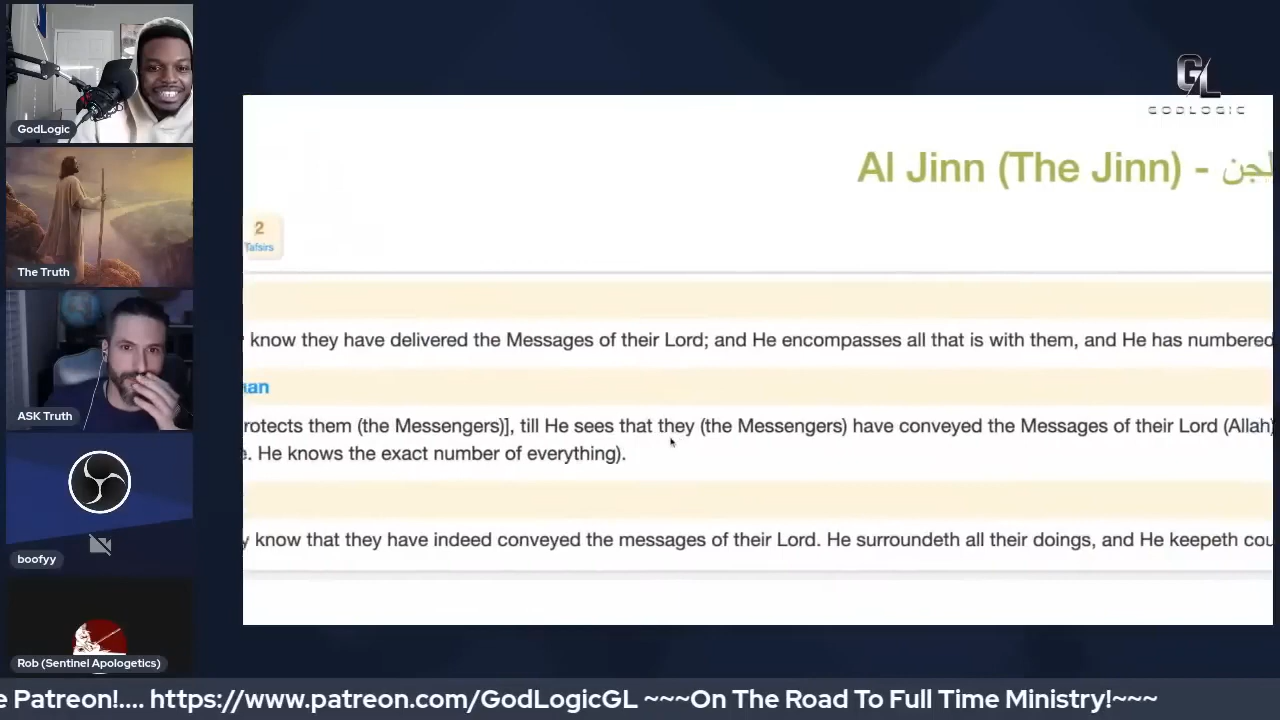 GodLogic
The Truth
ASK Truth
boofyy
Rob (Sentinel Apologetics)
GL
GODLOGIC
Al Jinn (The Jinn) - لجن
2
Tafsirs
know they have delivered the Messages of their Lord; and He encompasses all that is with them, and He has numbered
rotects them (the Messengers)], till He sees that they (the Messengers) have conveyed the Messages of their Lord (Allah)
e. He knows the exact number of everything).
y know that they have indeed conveyed the messages of their Lord. He surroundeth all their doings, and He keepeth cou
e Patreon!.... https://www.patreon.com/GodLogicGL ~~~On The Road To Full Time Ministry!~~~